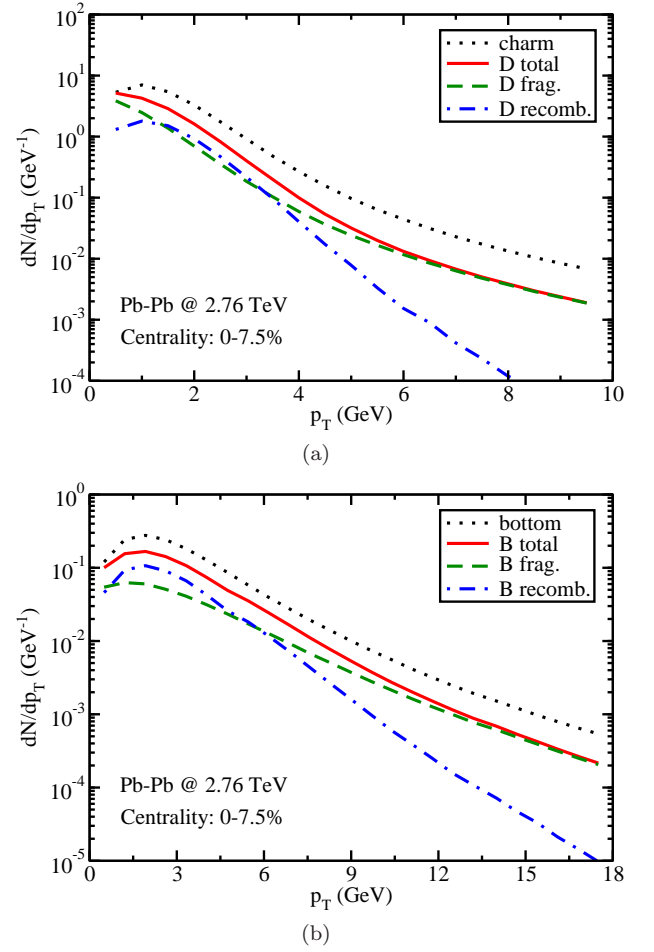 10^2
10^1
10^0
10^-1
10^-2
10^-3
10^-4
dN/dp_T (GeV^-1)
charm
D total
D frag.
D recomb.
Pb-Pb @ 2.76 TeV
Centrality: 0-7.5%
0 2 4 6 8 10
p_T (GeV)
(a)
10^0
10^-1
10^-2
10^-3
10^-4
10^-5
dN/dp_T (GeV^-1)
bottom
B total
B frag.
B recomb.
Pb-Pb @ 2.76 TeV
Centrality: 0-7.5%
0 3 6 9 12 15 18
p_T (GeV)
(b)